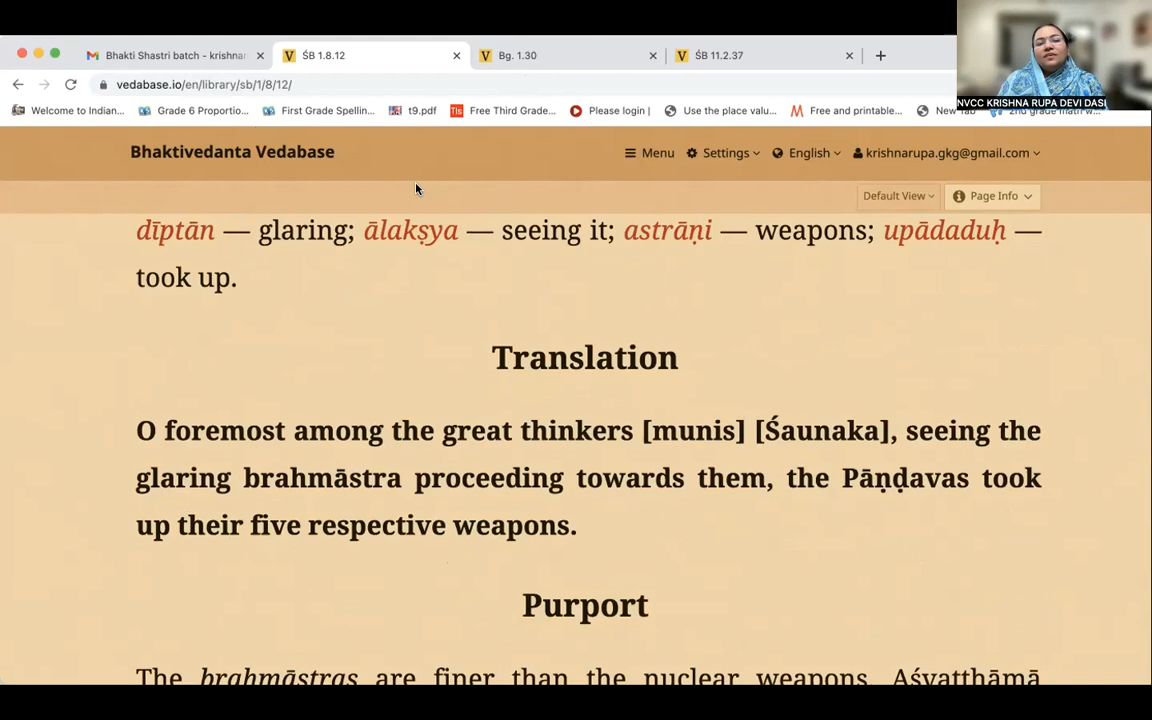 Bhakti Shastri batch - krishnar
ŚB 1.8.12
Bg. 1.30
ŚB 11.2.37
vedabase.io/en/library/sb/1/8/12/
Welcome to Indian...
Grade 6 Proportio...
First Grade Spellin...
t9.pdf
Free Third Grade...
Please login |
Use the place valu...
Free and printable...
New Tab
2nd grade math w...
NVCC KRISHNA RUPA DEVI DASI
Bhaktivedanta Vedabase
Menu
Settings
English
krishnarupa.gkg@gmail.com
Default View
Page Info
dīptān — glaring; ālakṣya — seeing it; astrāṇi — weapons; upādaduḥ —
took up.
Translation
O foremost among the great thinkers [munis] [Śaunaka], seeing the
glaring brahmāstra proceeding towards them, the Pāṇḍavas took
up their five respective weapons.
Purport
The brahmāstras are finer than the nuclear weapons. Aśvatthāmā